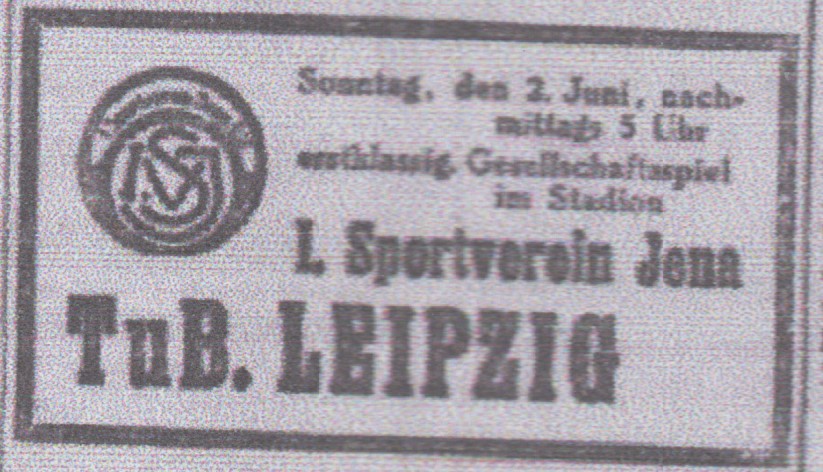 Sonntag, den 2. Juni, nach-
mittags 5 Uhr
erstklassig. Gesellschaftsspiel
im Stadion
1. Sportverein Jena
TuB. LEIPZIG